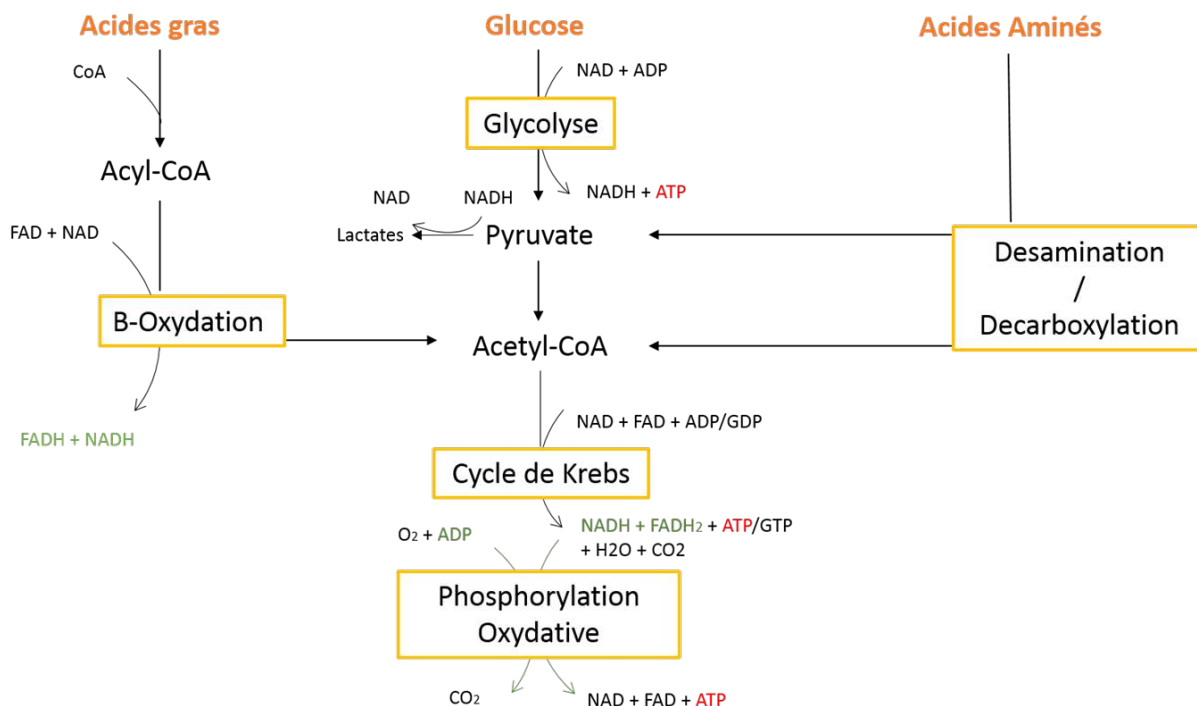 Acides gras
Glucose
Acides Aminés
CoA
NAD + ADP
Glycolyse
Acyl-CoA
NADH + ATP
NAD
NADH
FAD + NAD
Lactates
Pyruvate
Desamination
/
Decarboxylation
B-Oxydation
Acetyl-CoA
NAD + FAD + ADP/GDP
FADH + NADH
Cycle de Krebs
O₂ + ADP
NADH + FADH₂ + ATP/GTP
+ H2O + CO2
Phosphorylation
Oxydative
CO₂
NAD + FAD + ATP